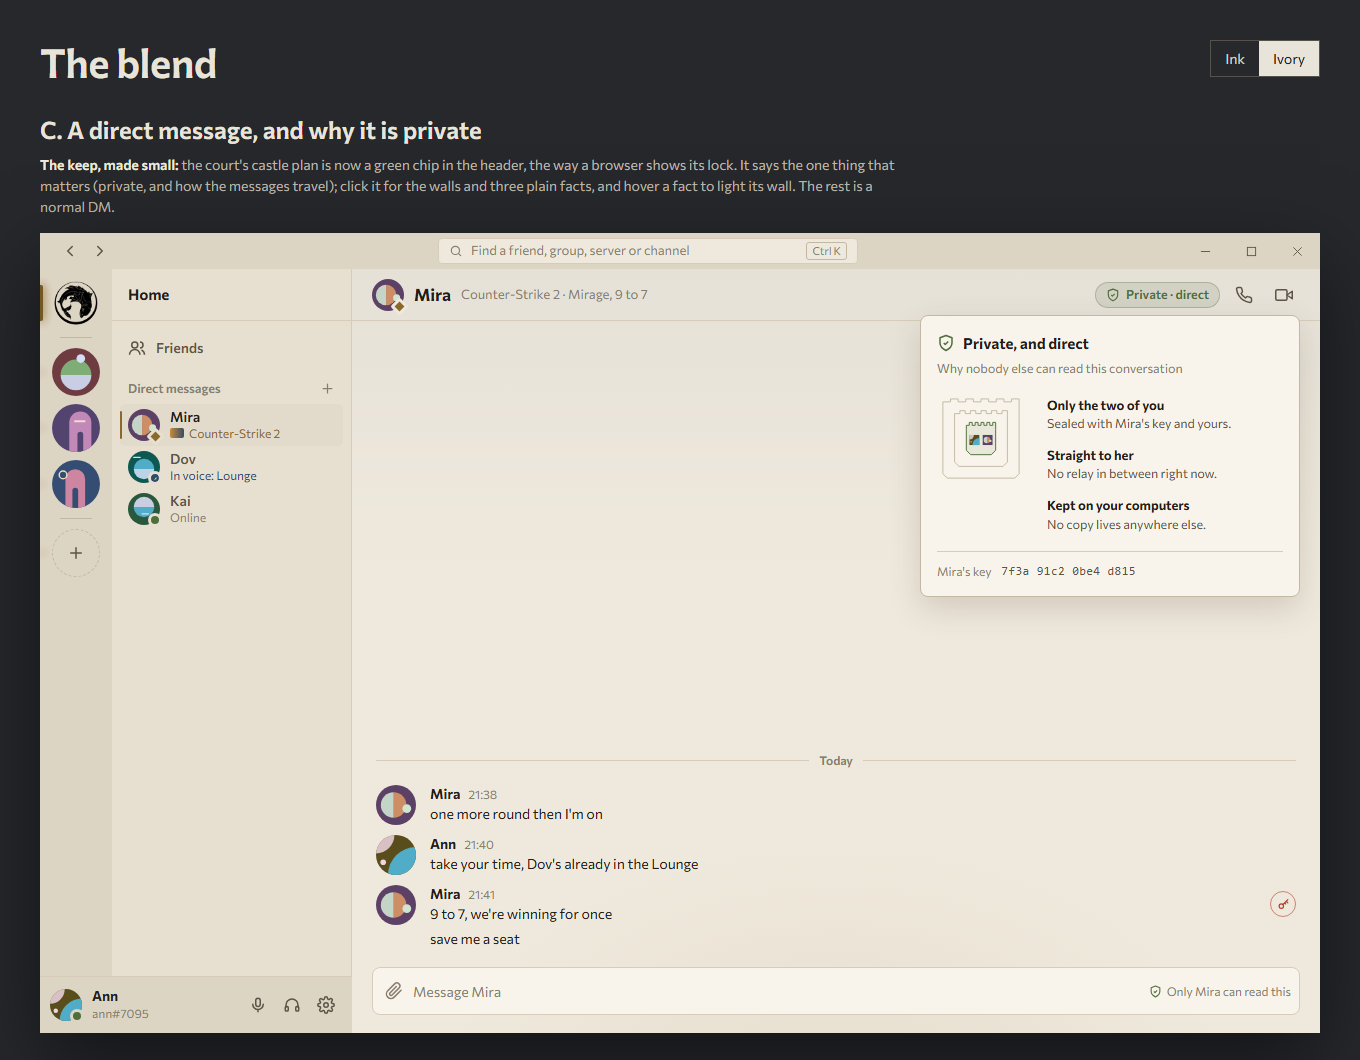 The blend
Ink
Ivory
C. A direct message, and why it is private
The keep, made small: the court's castle plan is now a green chip in the header, the way a browser shows its lock. It says the one thing that
matters (private, and how the messages travel); click it for the walls and three plain facts, and hover a fact to light its wall. The rest is a
normal DM.
Find a friend, group, server or channel
Ctrl K
Home
Friends
Direct messages
Mira
Counter-Strike 2
Dov
In voice: Lounge
Kai
Online
Ann
ann#7095
Mira
Counter-Strike 2 · Mirage, 9 to 7
Private · direct
Private, and direct
Why nobody else can read this conversation
Only the two of you
Sealed with Mira's key and yours.
Straight to her
No relay in between right now.
Kept on your computers
No copy lives anywhere else.
Mira's key 7f3a 91c2 0be4 d815
Today
Mira 21:38
one more round then I'm on
Ann 21:40
take your time, Dov's already in the Lounge
Mira 21:41
9 to 7, we're winning for once
save me a seat
Message Mira
Only Mira can read this